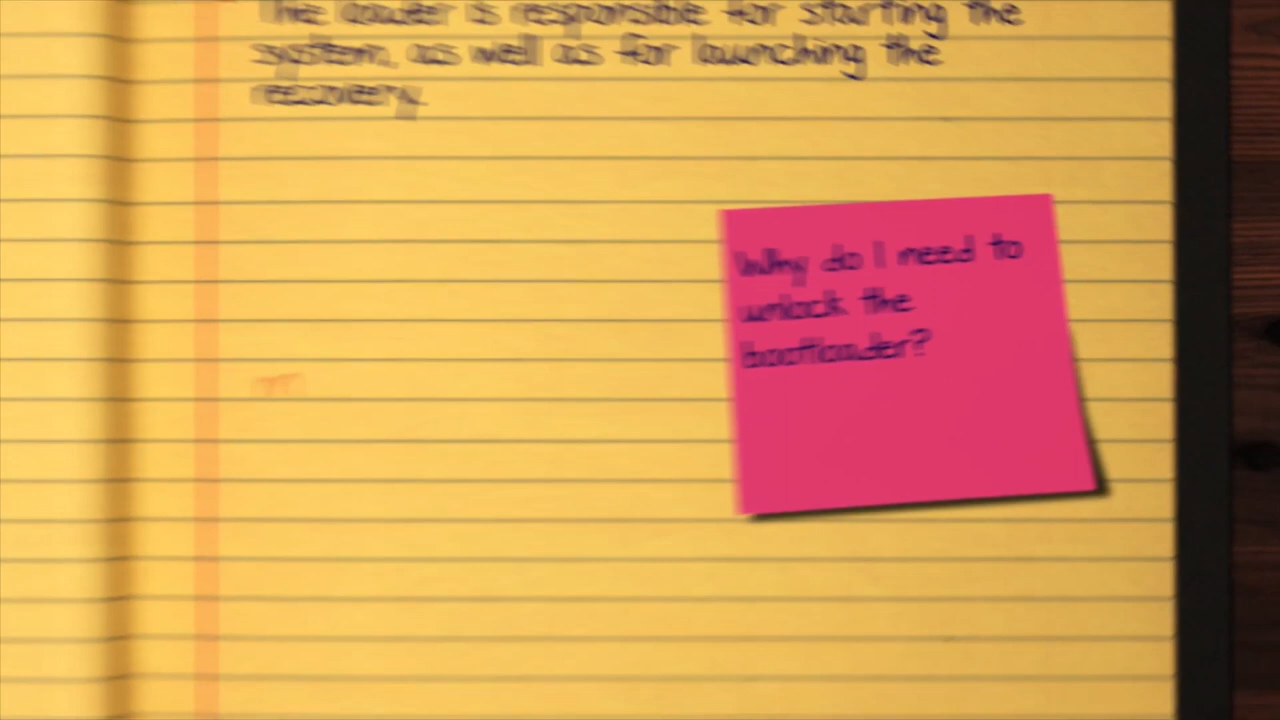 The loader is responsible for starting the
system, as well as for launching the
recovery.
Why do I need to
unlock the
bootloader?